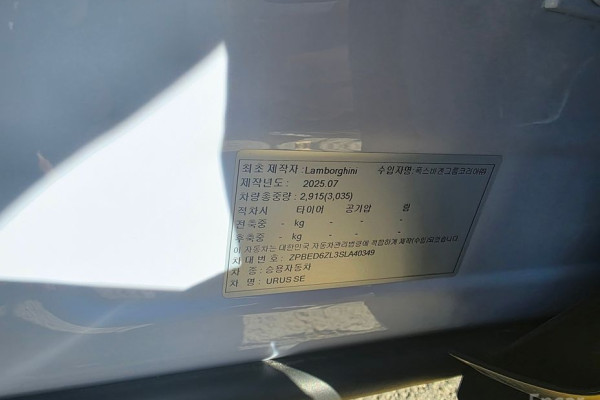 최초 제작자 : Lamborghini 수입자명 : 폭스바겐그룹코리아㈜
제작년도 : 2025.07
차량총중량 : 2,915(3,035)
적차시 타이어 공기압 휠
전축중 - kg - -
후축중 - kg - -
이 자동차는 대한민국 자동차관리법령에 적합하게 제작(수입)되었습니다
차 대 번 호 : ZPBED6ZL3SLA40349
차 종 : 승용자동차
차 명 : URUS SE